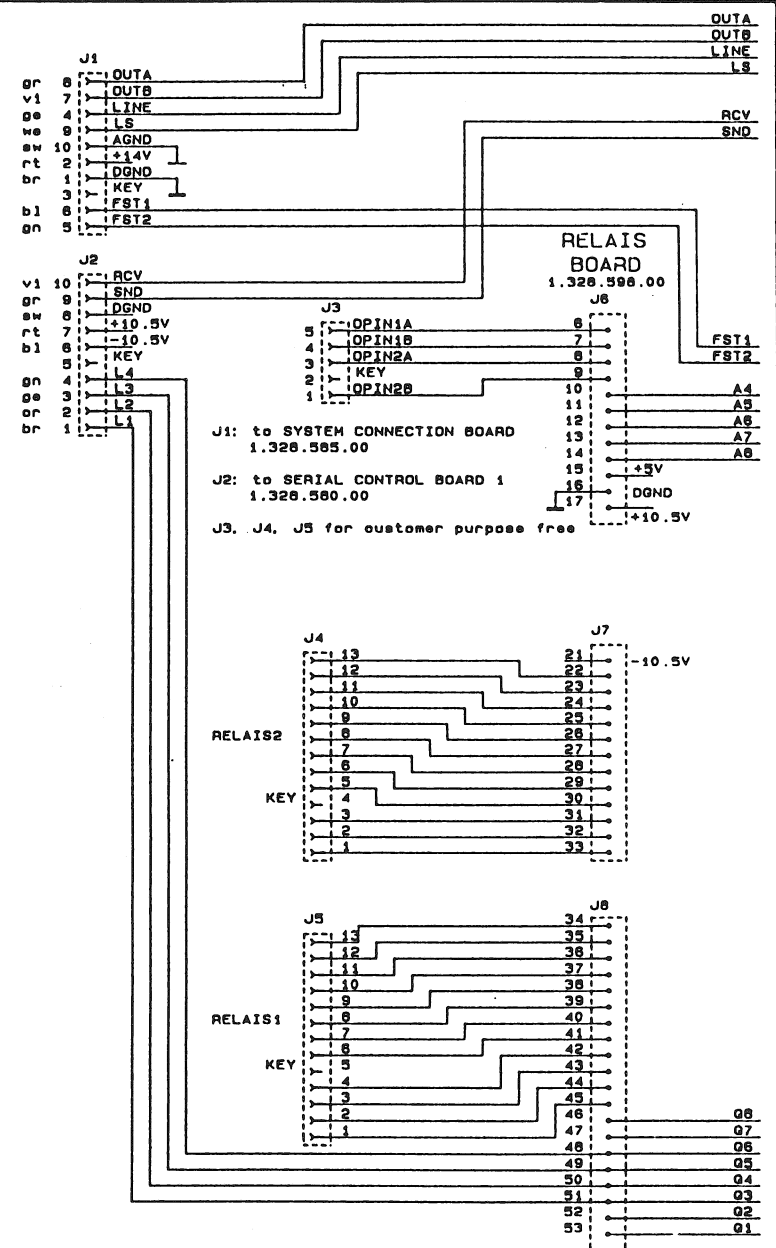 OUTA
OUTB
LINE
LS
J1
gr 8 OUTA
vi 7 OUTB
ge 4 LINE
we 9 LS
sw 10 AGND
rt 2 +14V
br 1 DGND
3 KEY
bl 6 FST1
gn 5 FST2
RCV
SND
J2
vi 10 RCV
gr 9 SND
sw 8 DGND
rt 7 +10.5V
bl 6 -10.5V
5 KEY
gn 4 L4
ge 3 L3
or 2 L2
br 1 L1
RELAIS
BOARD
1.328.598.00
J3
5 OPIN1A
4 OPIN1B
3 OPIN2A
2 KEY
1 OPIN2B
J6
6
7
8
9
10
11
12
13
14
15 +5V
16 DGND
17 +10.5V
FST1
FST2
A4
A5
A6
A7
A8
J1: to SYSTEM CONNECTION BOARD
1.328.585.00
J2: to SERIAL CONTROL BOARD 1
1.328.580.00
J3, J4, J5 for customer purpose free
J4
RELAIS2
KEY
13
12
11
10
9
8
7
6
5
4
3
2
1
J7
21 -10.5V
22
23
24
25
26
27
28
29
30
31
32
33
J5
RELAIS1
KEY
13
12
11
10
9
8
7
6
5
4
3
2
1
J8
34
35
36
37
38
39
40
41
42
43
44
45
46
47
48
49
50
51
52
53
Q8
Q7
Q6
Q5
Q4
Q3
Q2
Q1